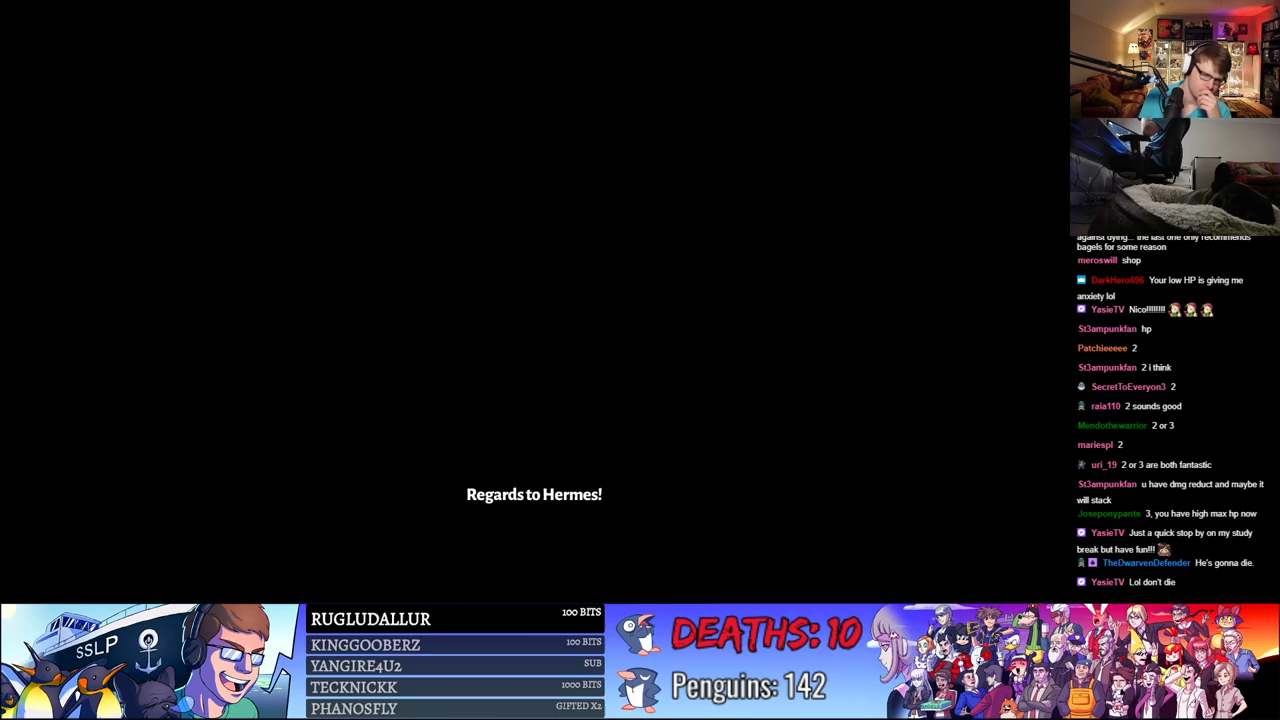 against dying... the last one only recommends
bagels for some reason
meroswill shop
DarkHero696 Your low HP is giving me
anxiety lol
YasieTV Nico!!!!!!!!
St3ampunkfan hp
Patchieeeee 2
St3ampunkfan 2 i think
SecretToEveryon3 2
raia110 2 sounds good
Mendothewarrior 2 or 3
mariespl 2
uri_19 2 or 3 are both fantastic
St3ampunkfan u have dmg reduct and maybe it
will stack
Joseponypants 3, you have high max hp now
YasieTV Just a quick stop by on my study
break but have fun!!!
TheDwarvenDefender He's gonna die.
YasieTV Lol don't die
Regards to Hermes!
SSLP
RUGLUDALLUR 100 BITS
KINGGOOBERZ 100 BITS
YANGIRE4U2 SUB
TECKNICKK 1000 BITS
PHANOSFLY GIFTED X2
DEATHS: 10
Penguins: 142